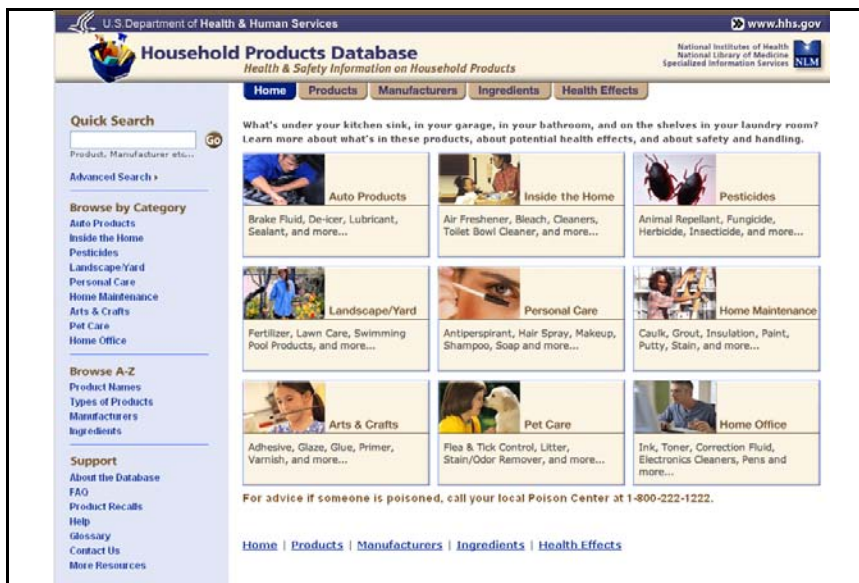 U.S. Department of Health & Human Services
www.hhs.gov
Household Products Database
Health & Safety Information on Household Products
National Institutes of Health
National Library of Medicine
Specialized Information Services
NLM
Home
Products
Manufacturers
Ingredients
Health Effects
Quick Search
Go
Product, Manufacturer etc...
Advanced Search
Browse by Category
Auto Products
Inside the Home
Pesticides
Landscape/Yard
Personal Care
Home Maintenance
Arts & Crafts
Pet Care
Home Office
Browse A-Z
Product Names
Types of Products
Manufacturers
Ingredients
Support
About the Database
FAQ
Product Recalls
Help
Glossary
Contact Us
More Resources
What's under your kitchen sink, in your garage, in your bathroom, and on the shelves in your laundry room?
Learn more about what's in these products, about potential health effects, and about safety and handling.
Auto Products
Brake Fluid, De-icer, Lubricant,
Sealant, and more...
Inside the Home
Air Freshener, Bleach, Cleaners,
Toilet Bowl Cleaner, and more...
Pesticides
Animal Repellant, Fungicide,
Herbicide, Insecticide, and more...
Landscape/Yard
Fertilizer, Lawn Care, Swimming
Pool Products, and more...
Personal Care
Antiperspirant, Hair Spray, Makeup,
Shampoo, Soap and more...
Home Maintenance
Caulk, Grout, Insulation, Paint,
Putty, Stain, and more...
Arts & Crafts
Adhesive, Glaze, Glue, Primer,
Varnish, and more...
Pet Care
Flea & Tick Control, Litter,
Stain/Odor Remover, and more...
Home Office
Ink, Toner, Correction Fluid,
Electronics Cleaners, Pens and
more...
For advice if someone is poisoned, call your local Poison Center at 1-800-222-1222.
Home | Products | Manufacturers | Ingredients | Health Effects